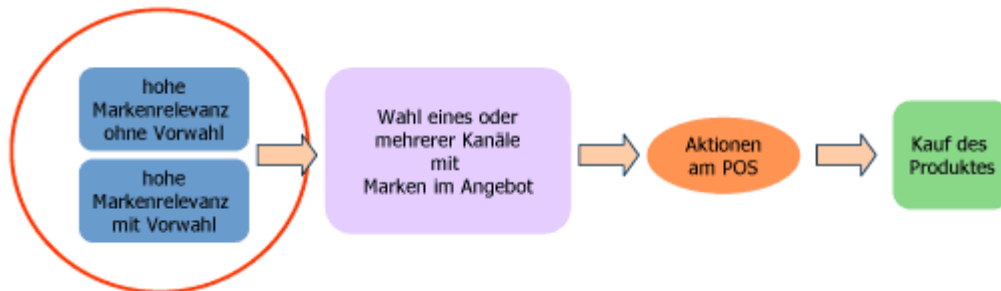 hohe
Markenrelevanz
ohne Vorwahl
hohe
Markenrelevanz
mit Vorwahl
Wahl eines oder
mehrerer Kanäle
mit
Marken im Angebot
Aktionen
am POS
Kauf des
Produktes